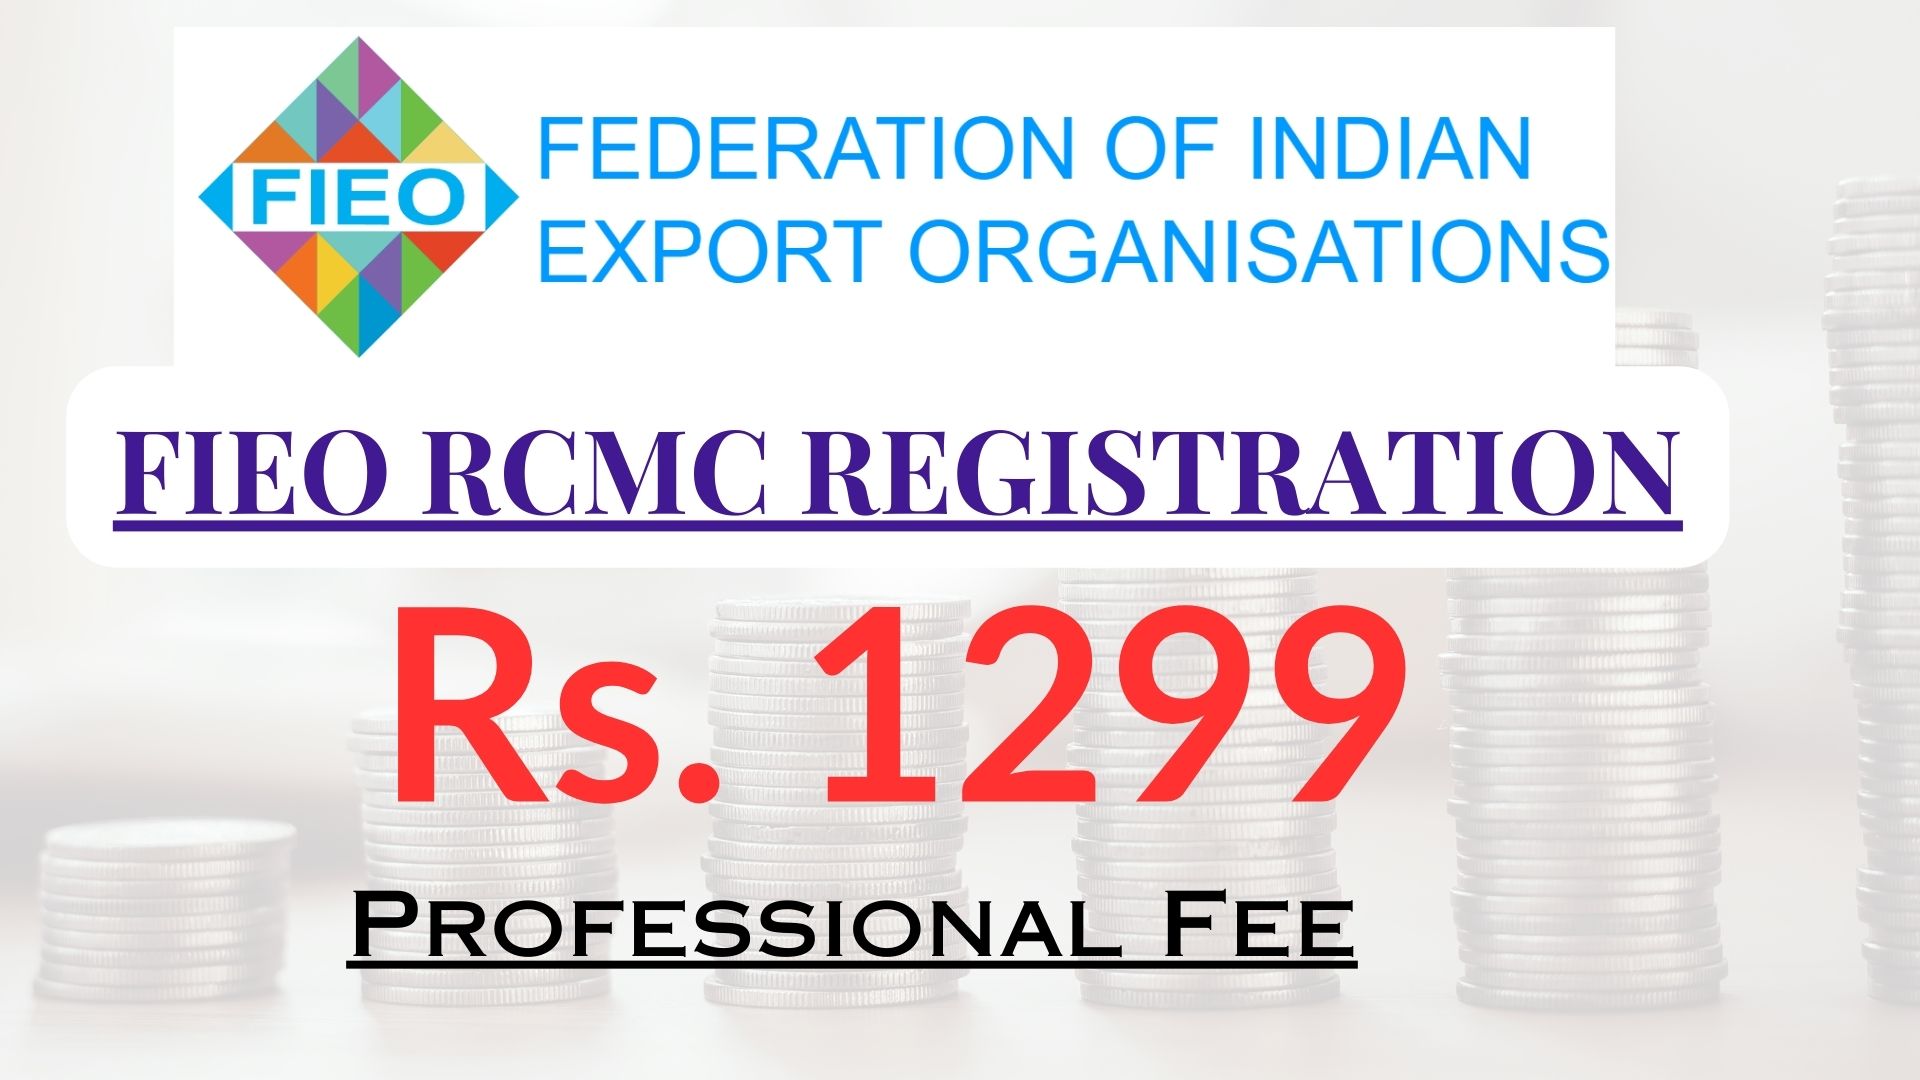 FIEO
FEDERATION OF INDIAN
EXPORT ORGANISATIONS
FIEO RCMC REGISTRATION
Rs. 1299
PROFESSIONAL FEE